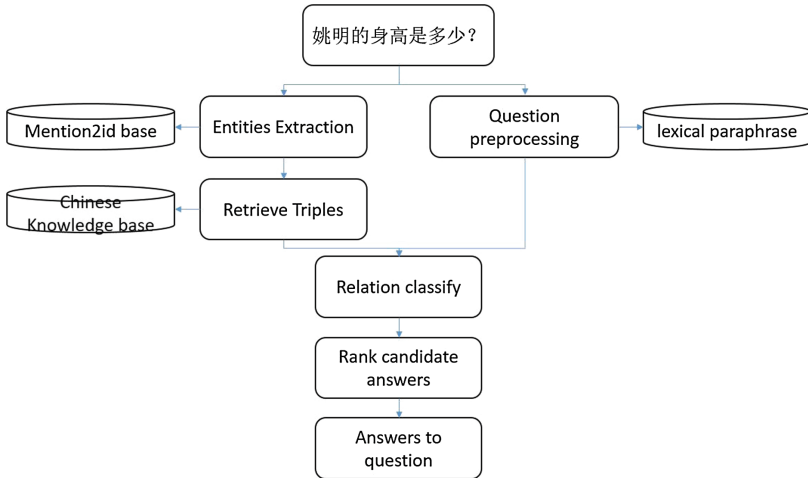 姚明的身高是多少？
Mention2id base
Entities Extraction
Question
preprocessing
lexical paraphrase
Chinese
Knowledge base
Retrieve Triples
Relation classify
Rank candidate
answers
Answers to
question